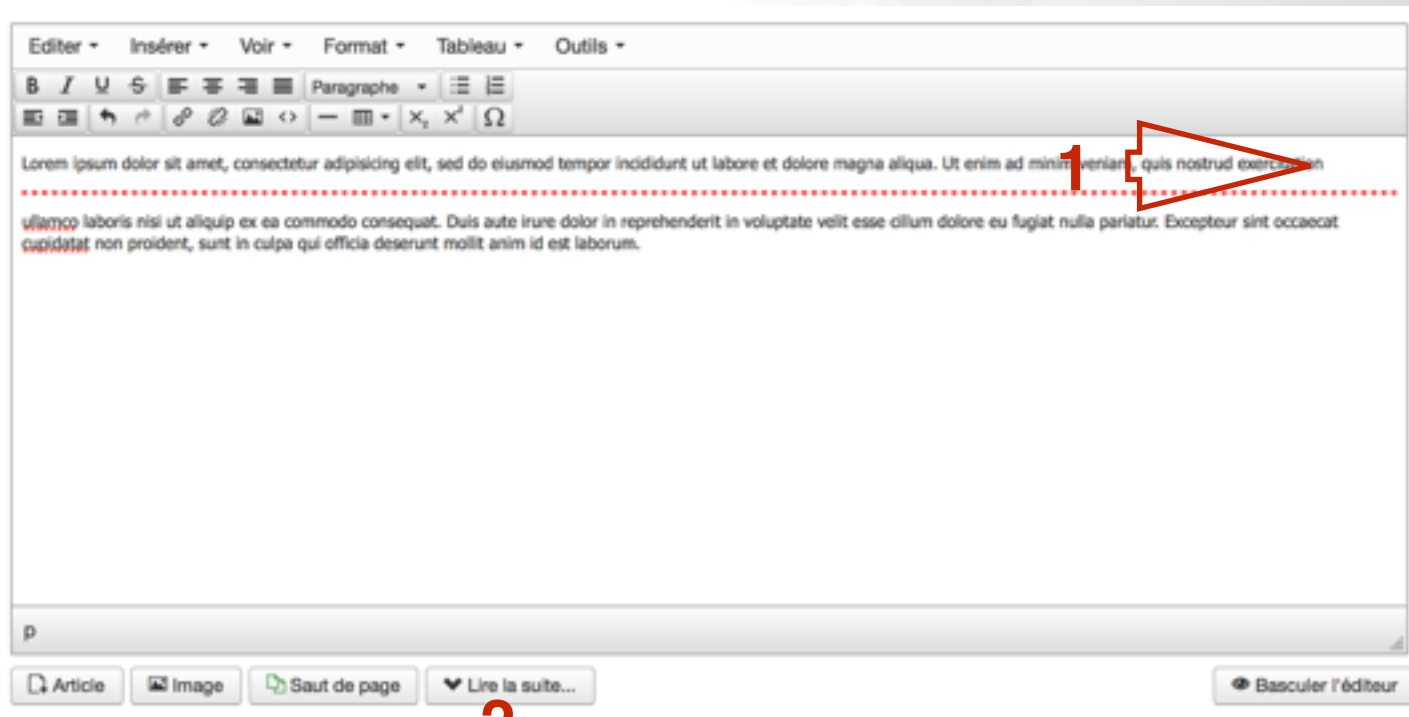 Editer Insérer Voir Format Tableau Outils
B I U S Paragraphe
x, x² Ω
Lorem ipsum dolor sit amet, consectetur adipisicing elit, sed do eiusmod tempor incididunt ut labore et dolore magna aliqua. Ut enim ad minim veniam, quis nostrud exercitation
1
ullamco laboris nisi ut aliquip ex ea commodo consequat. Duis aute irure dolor in reprehenderit in voluptate velit esse cillum dolore eu fugiat nulla pariatur. Excepteur sint occaecat
cupidatat non proident, sunt in culpa qui officia deserunt mollit anim id est laborum.
p
Article Image Saut de page Lire la suite... Basculer l'éditeur